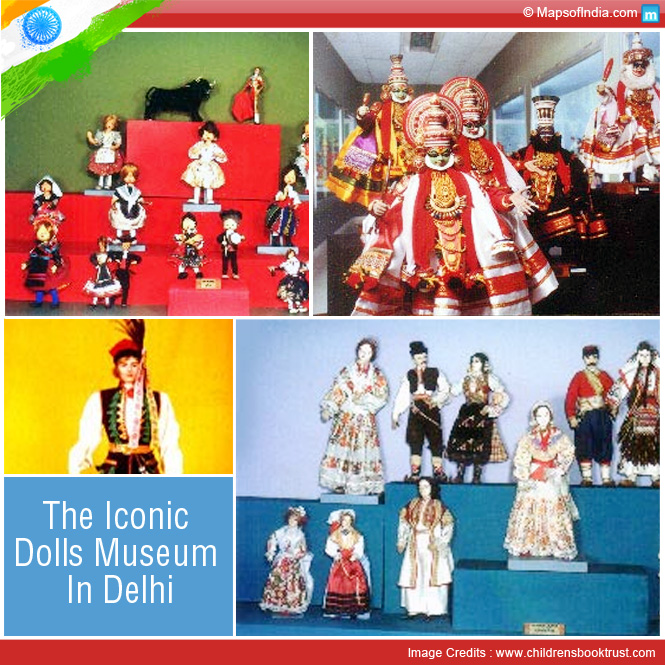 © MapsofIndia.com m
The Iconic
Dolls Museum
In Delhi
Image Credits : www.childrensbooktrust.com